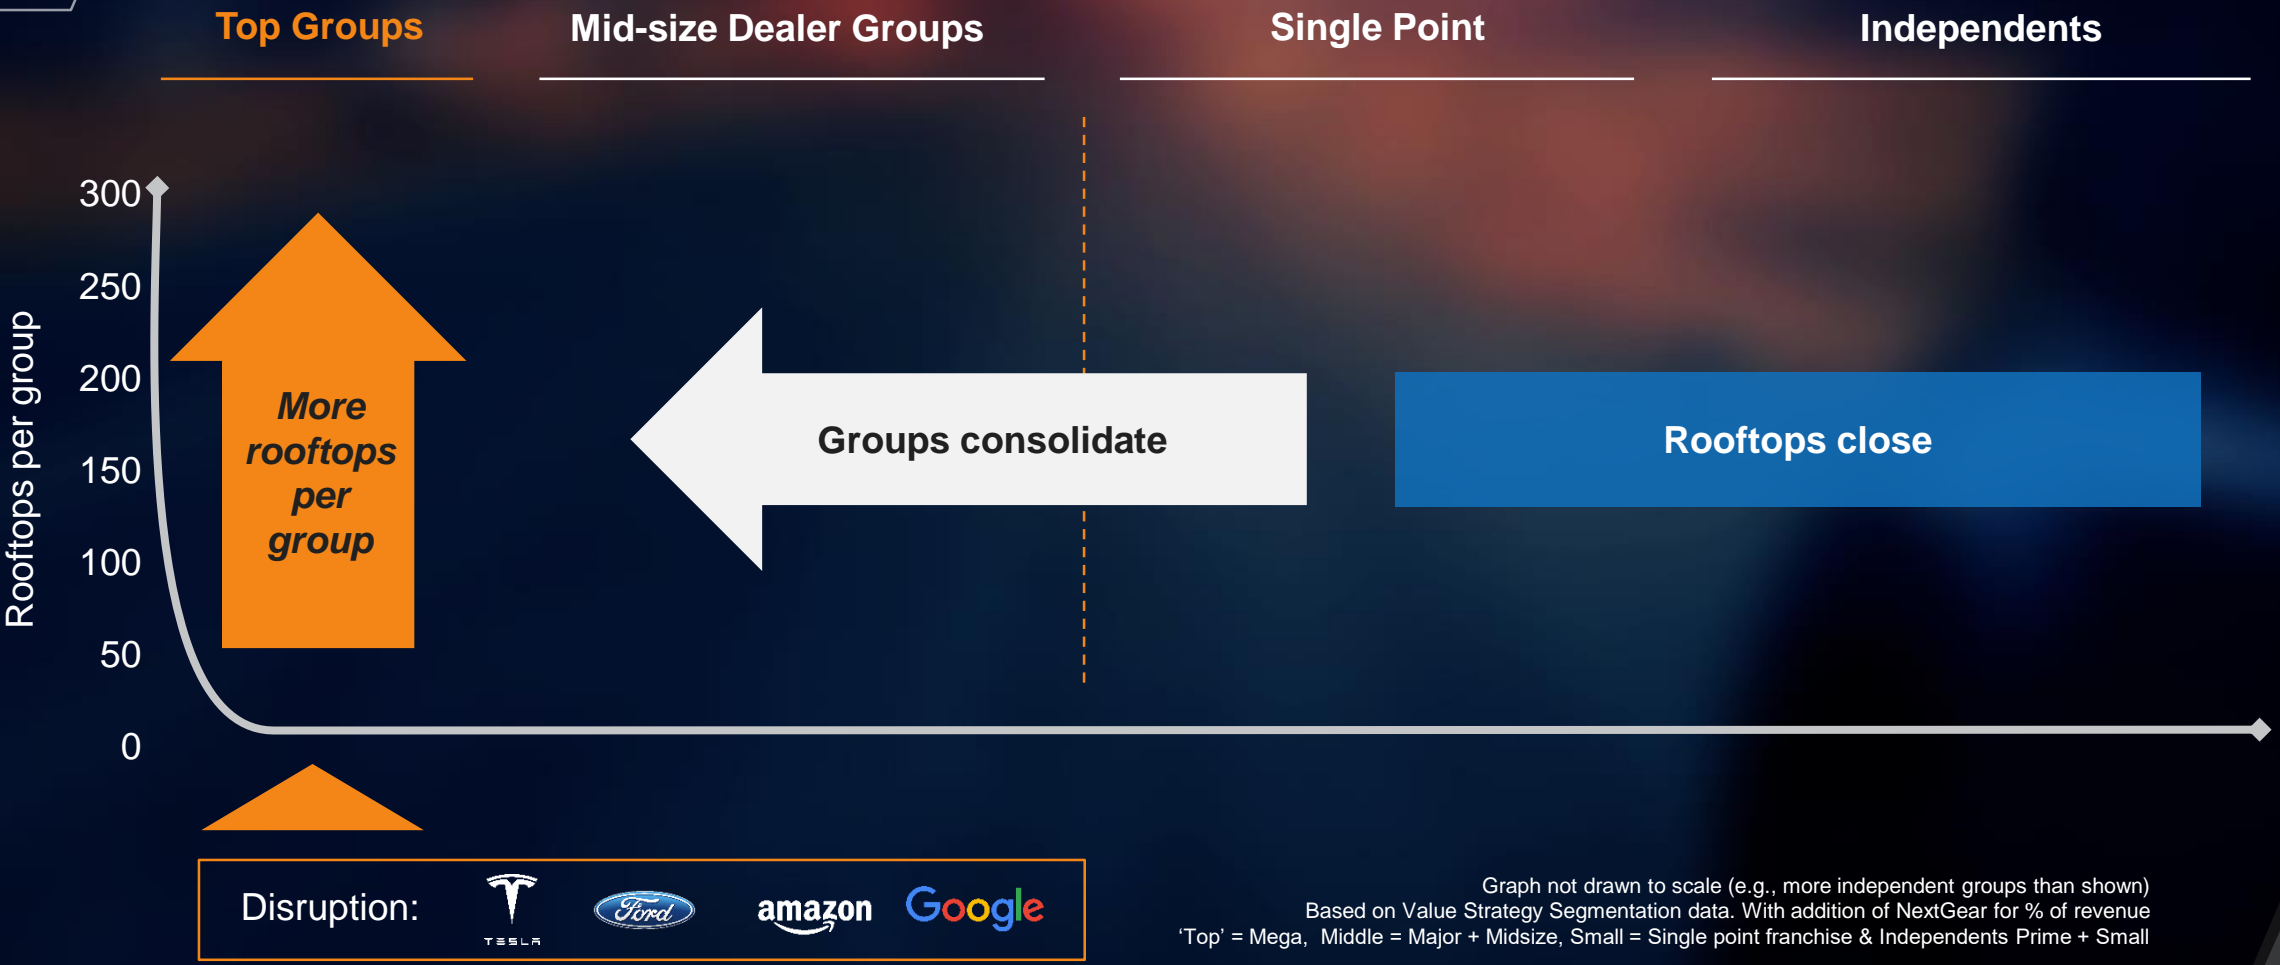 Top Groups
Mid-size Dealer Groups
Single Point
Independents
Rooftops per group
300
250
200
150
100
50
0
More
rooftops
per
group
Groups consolidate
Rooftops close
Disruption:
TESLA
Ford
amazon
Google
Graph not drawn to scale (e.g., more independent groups than shown)
Based on Value Strategy Segmentation data. With addition of NextGear for % of revenue
‘Top’ = Mega,  Middle = Major + Midsize, Small = Single point franchise & Independents Prime + Small